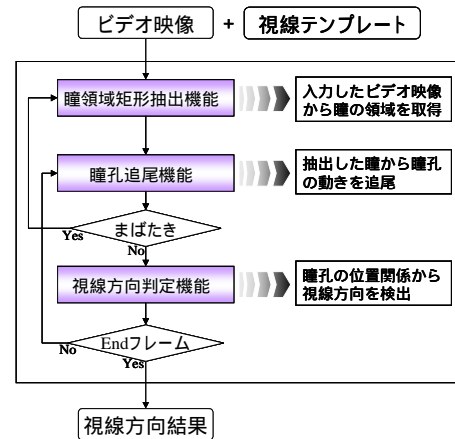 ビデオ映像
+
視線テンプレート
瞳領域矩形抽出機能
入力したビデオ映像
から瞳の領域を取得
瞳孔追尾機能
抽出した瞳から瞳孔
の動きを追尾
まばたき
Yes
No
視線方向判定機能
瞳孔の位置関係から
視線方向を検出
Endフレーム
No
Yes
視線方向結果